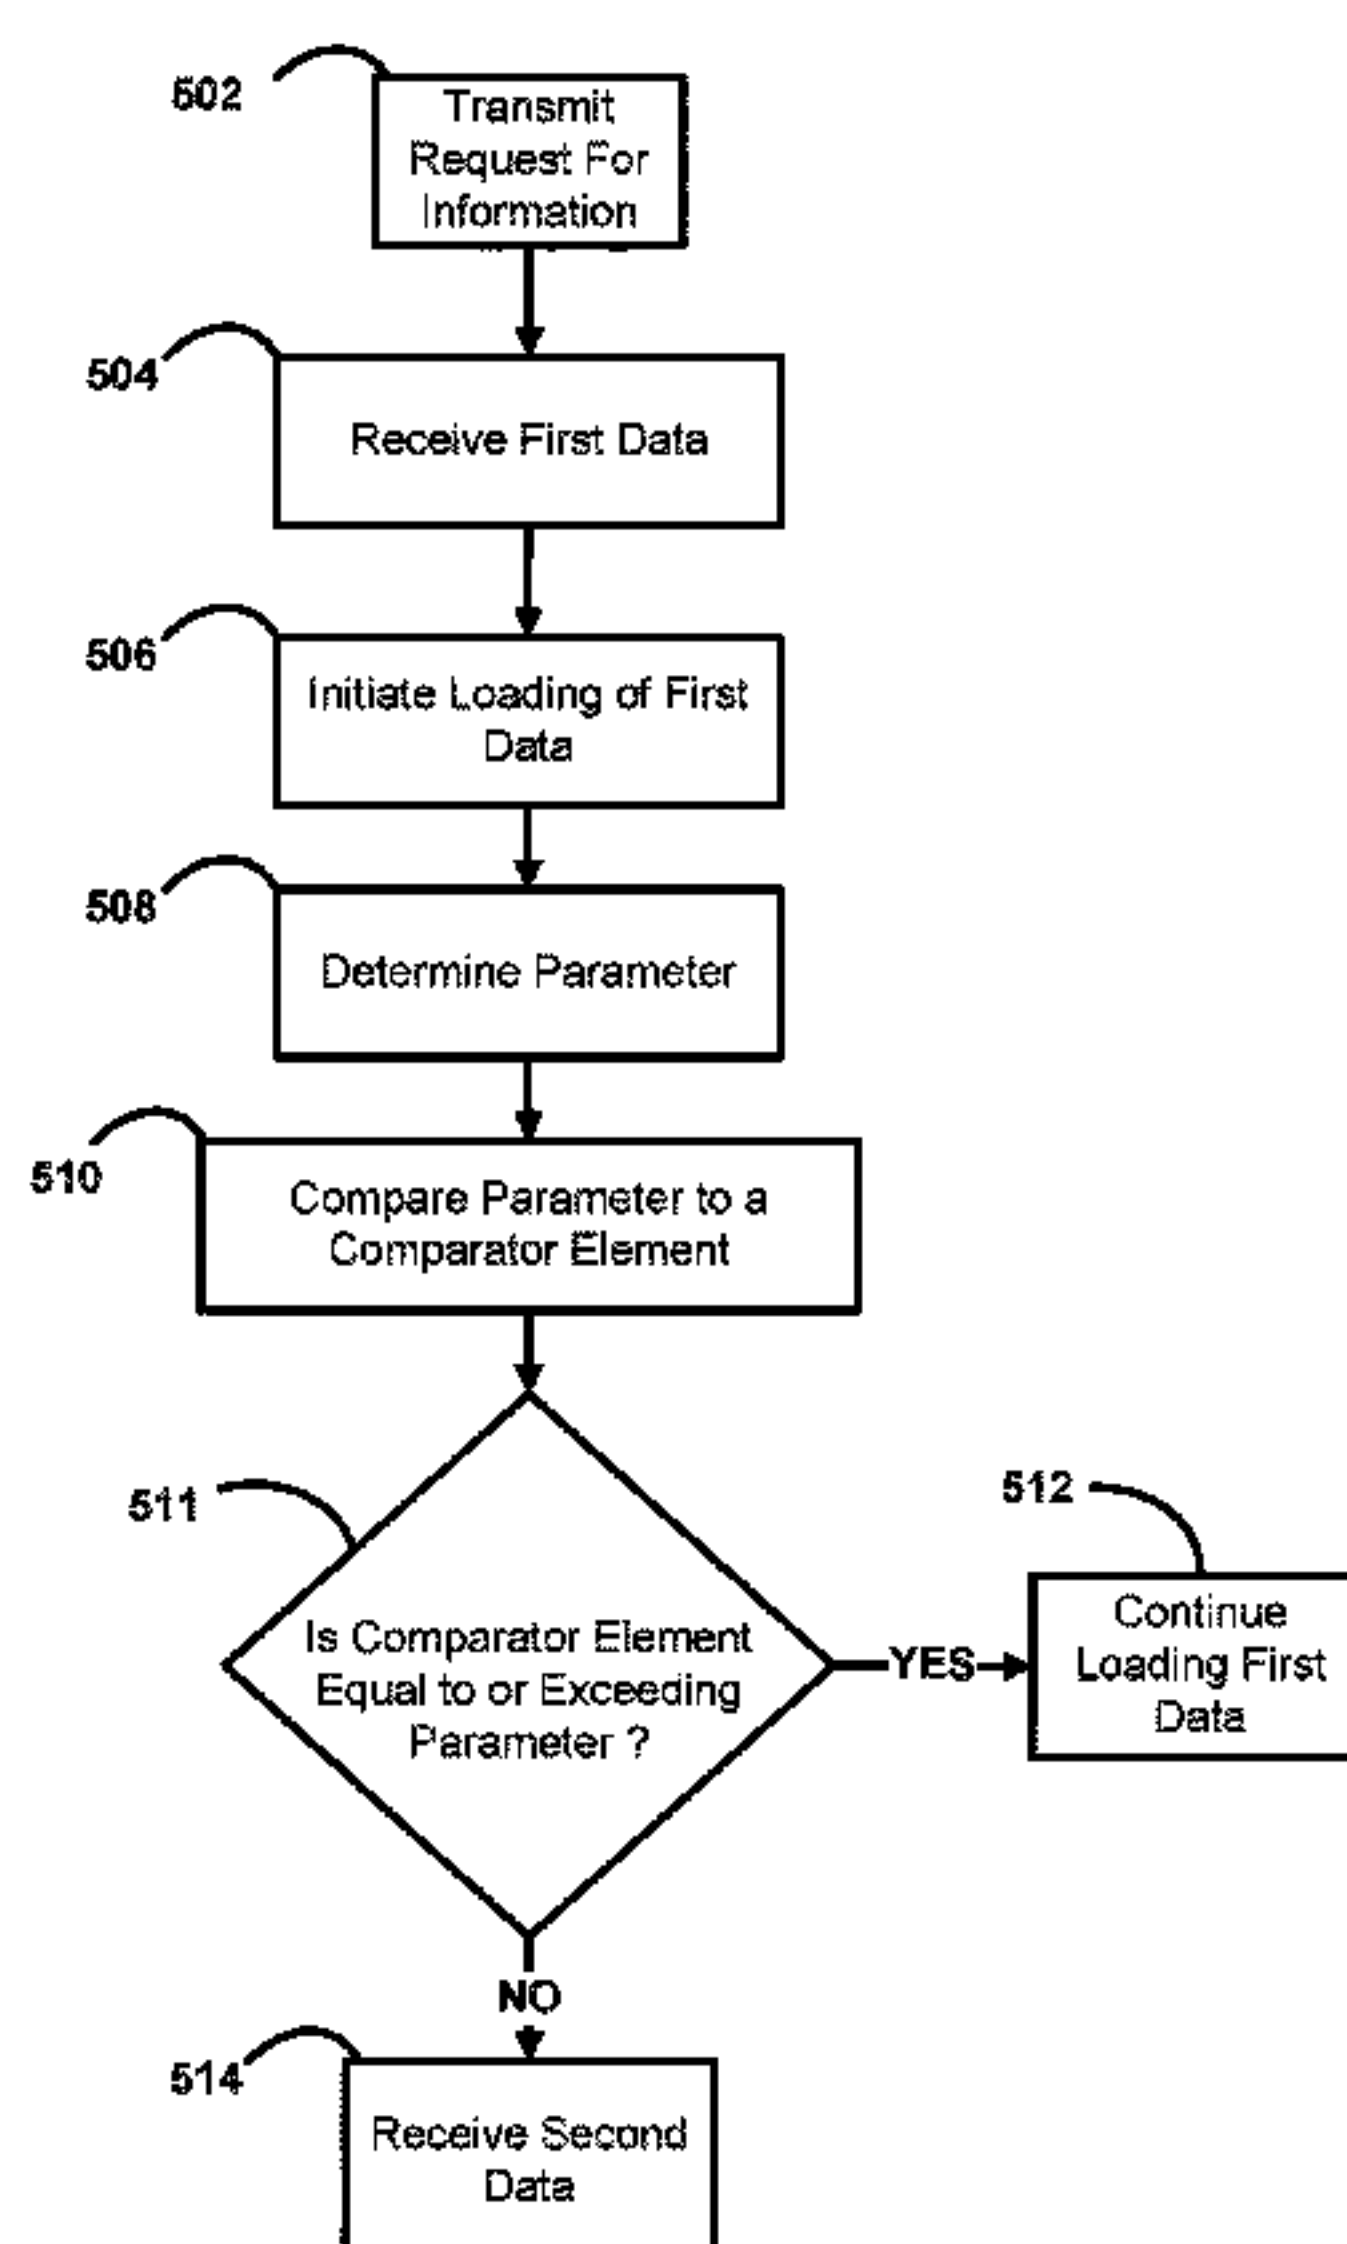 502
Transmit
Request For
Information
504
Receive First Data
506
Initiate Loading of First
Data
508
Determine Parameter
510
Compare Parameter to a
Comparator Element
511
Is Comparator Element
Equal to or Exceeding
Parameter ?
YES
512
Continue
Loading First
Data
NO
514
Receive Second
Data